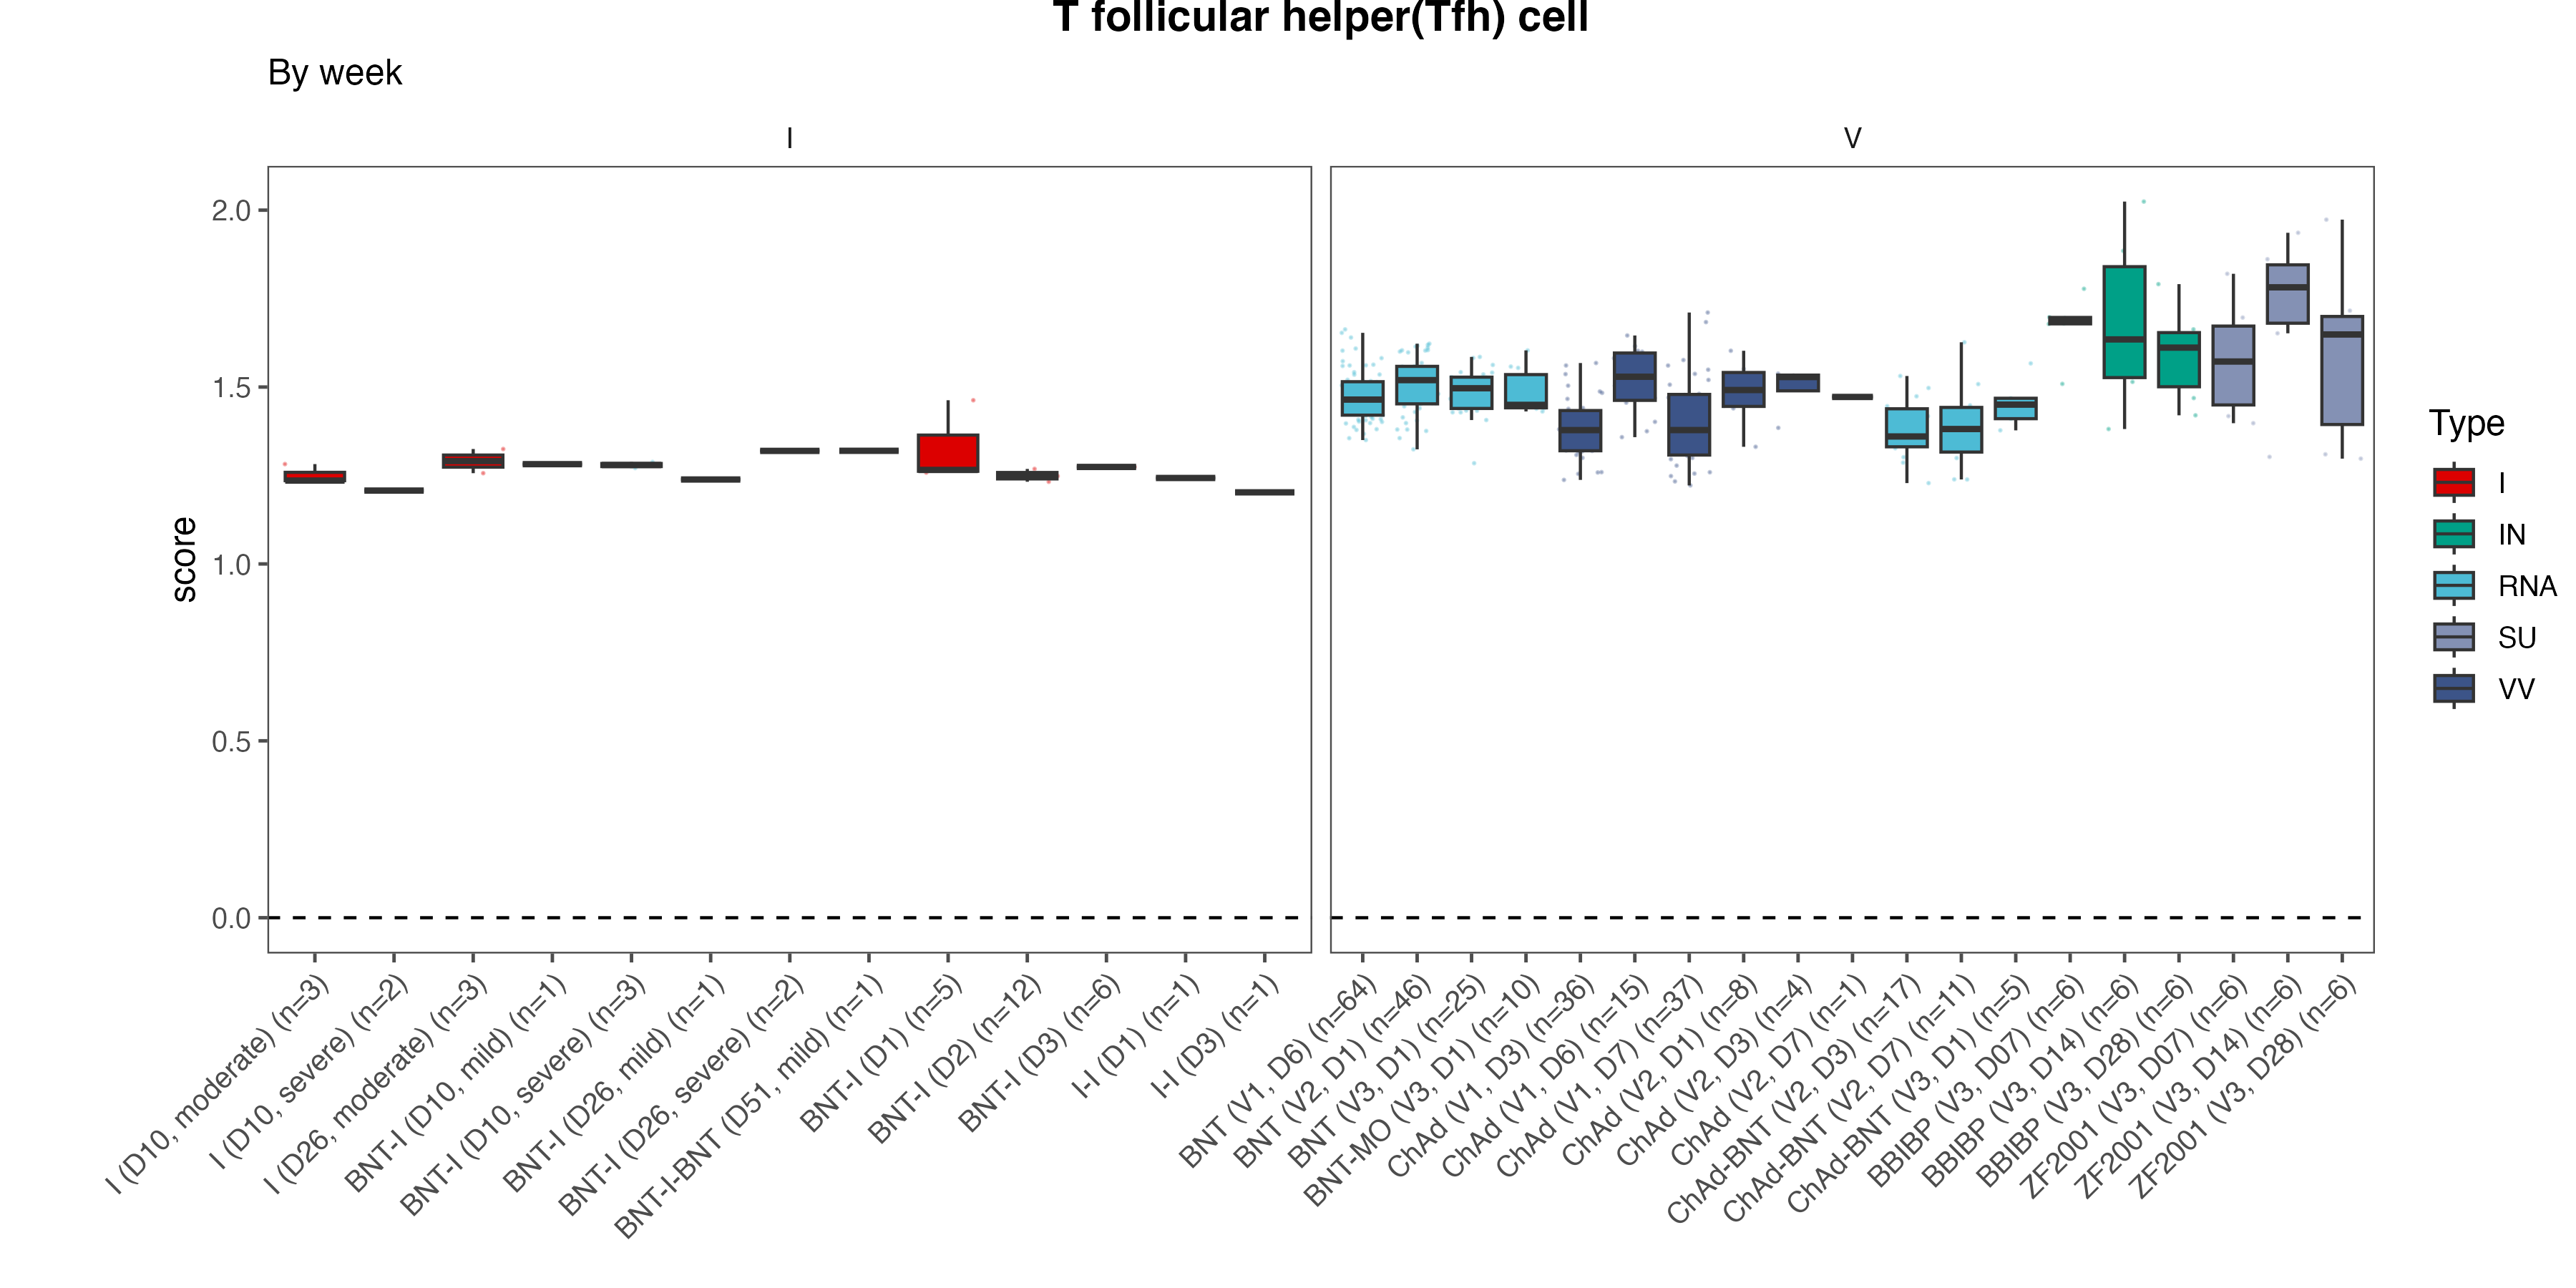 T follicular helper(Tfh) cell
By week
I
V
score
2.0
1.5
1.0
0.5
0.0
I (D10, moderate) (n=3)
I (D10, severe) (n=2)
I (D26, moderate) (n=3)
BNT-I (D10, mild) (n=1)
BNT-I (D10, severe) (n=3)
BNT-I (D26, mild) (n=1)
BNT-I (D26, severe) (n=2)
BNT-I-BNT (D51, mild) (n=1)
BNT-I (D1) (n=5)
BNT-I (D2) (n=12)
BNT-I (D3) (n=6)
I-I (D1) (n=1)
I-I (D3) (n=1)
BNT (V1, D6) (n=64)
BNT (V2, D1) (n=46)
BNT (V3, D1) (n=25)
BNT-MO (V3, D1) (n=10)
ChAd (V1, D3) (n=36)
ChAd (V1, D6) (n=15)
ChAd (V1, D7) (n=37)
ChAd (V2, D1) (n=8)
ChAd (V2, D3) (n=4)
ChAd (V2, D7) (n=1)
ChAd-BNT (V2, D3) (n=17)
ChAd-BNT (V2, D7) (n=11)
ChAd-BNT (V3, D1) (n=5)
BBIBP (V3, D07) (n=6)
BBIBP (V3, D14) (n=6)
BBIBP (V3, D28) (n=6)
ZF2001 (V3, D07) (n=6)
ZF2001 (V3, D14) (n=6)
ZF2001 (V3, D28) (n=6)
Type
I
IN
RNA
SU
VV